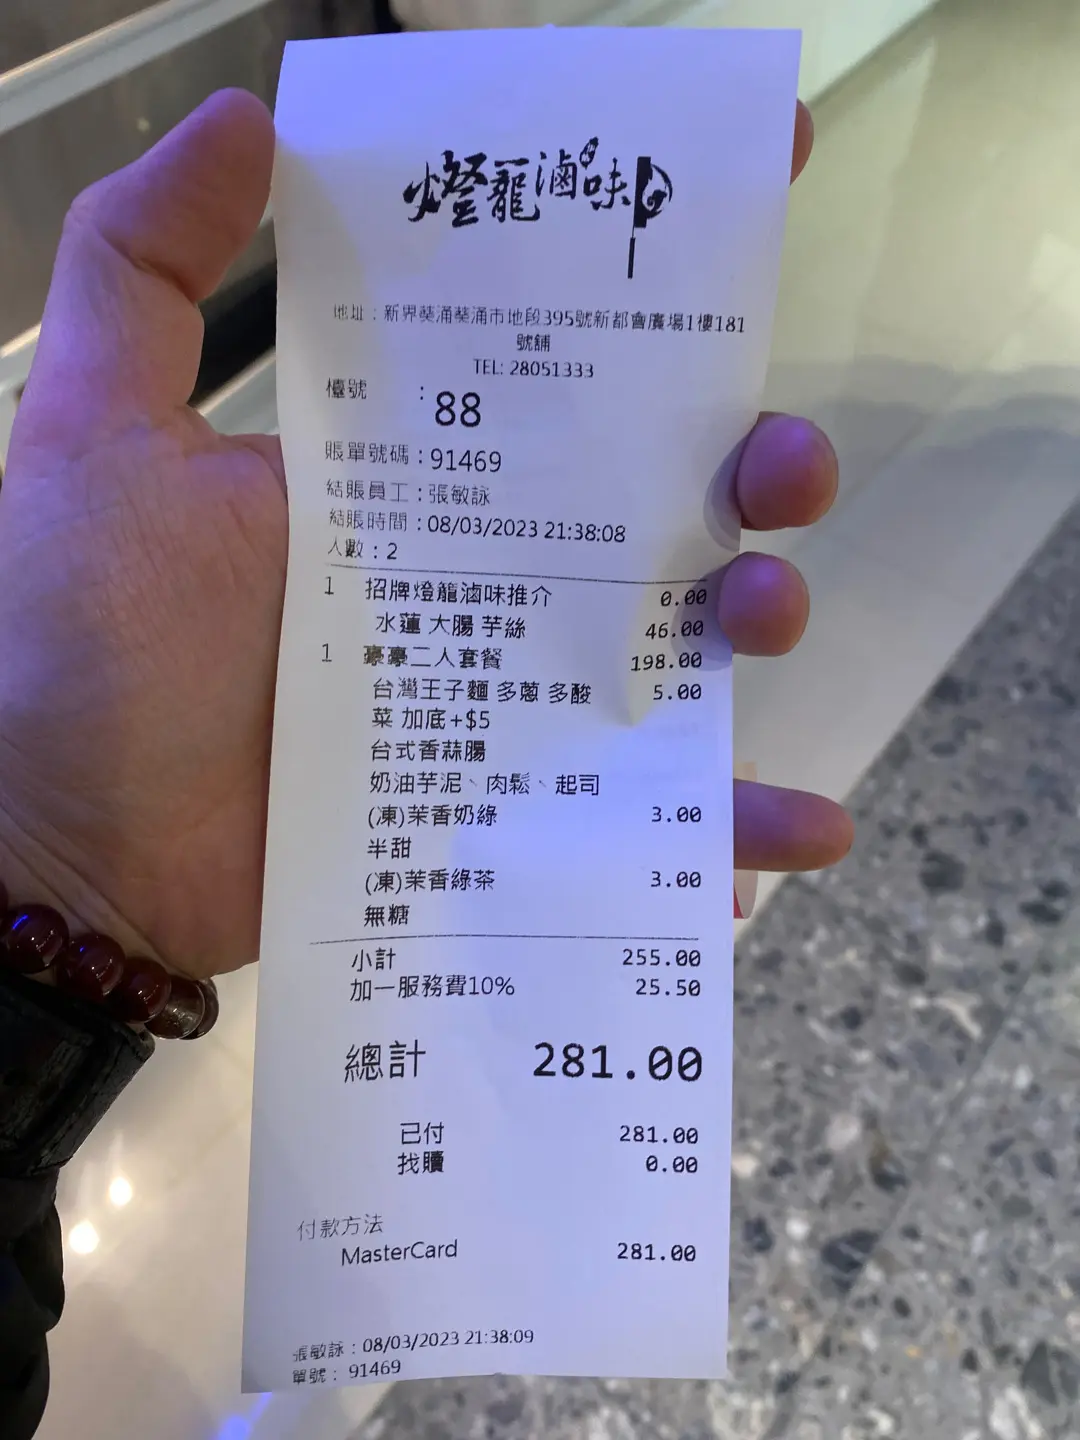 燈籠滷味
地址：新界葵涌葵涌市地段395號新都會廣場1樓181
號舖
TEL: 28051333
檯號 : 88
賬單號碼：91469
結賬員工：張敏詠
結賬時間：08/03/2023 21:38:08
人數：2
1 招牌燈籠滷味推介 0.00
水蓮 大腸 芋絲 46.00
1 豪豪二人套餐 198.00
台灣王子麵 多蔥 多酸 5.00
菜 加底+$5
台式香蒜腸
奶油芋泥、肉鬆、起司
(凍)茉香奶綠 3.00
半甜
(凍)茉香綠茶 3.00
無糖
小計 255.00
加一服務費10% 25.50
總計 281.00
已付 281.00
找贖 0.00
付款方法
MasterCard 281.00
張敏詠：08/03/2023 21:38:09
單號：91469